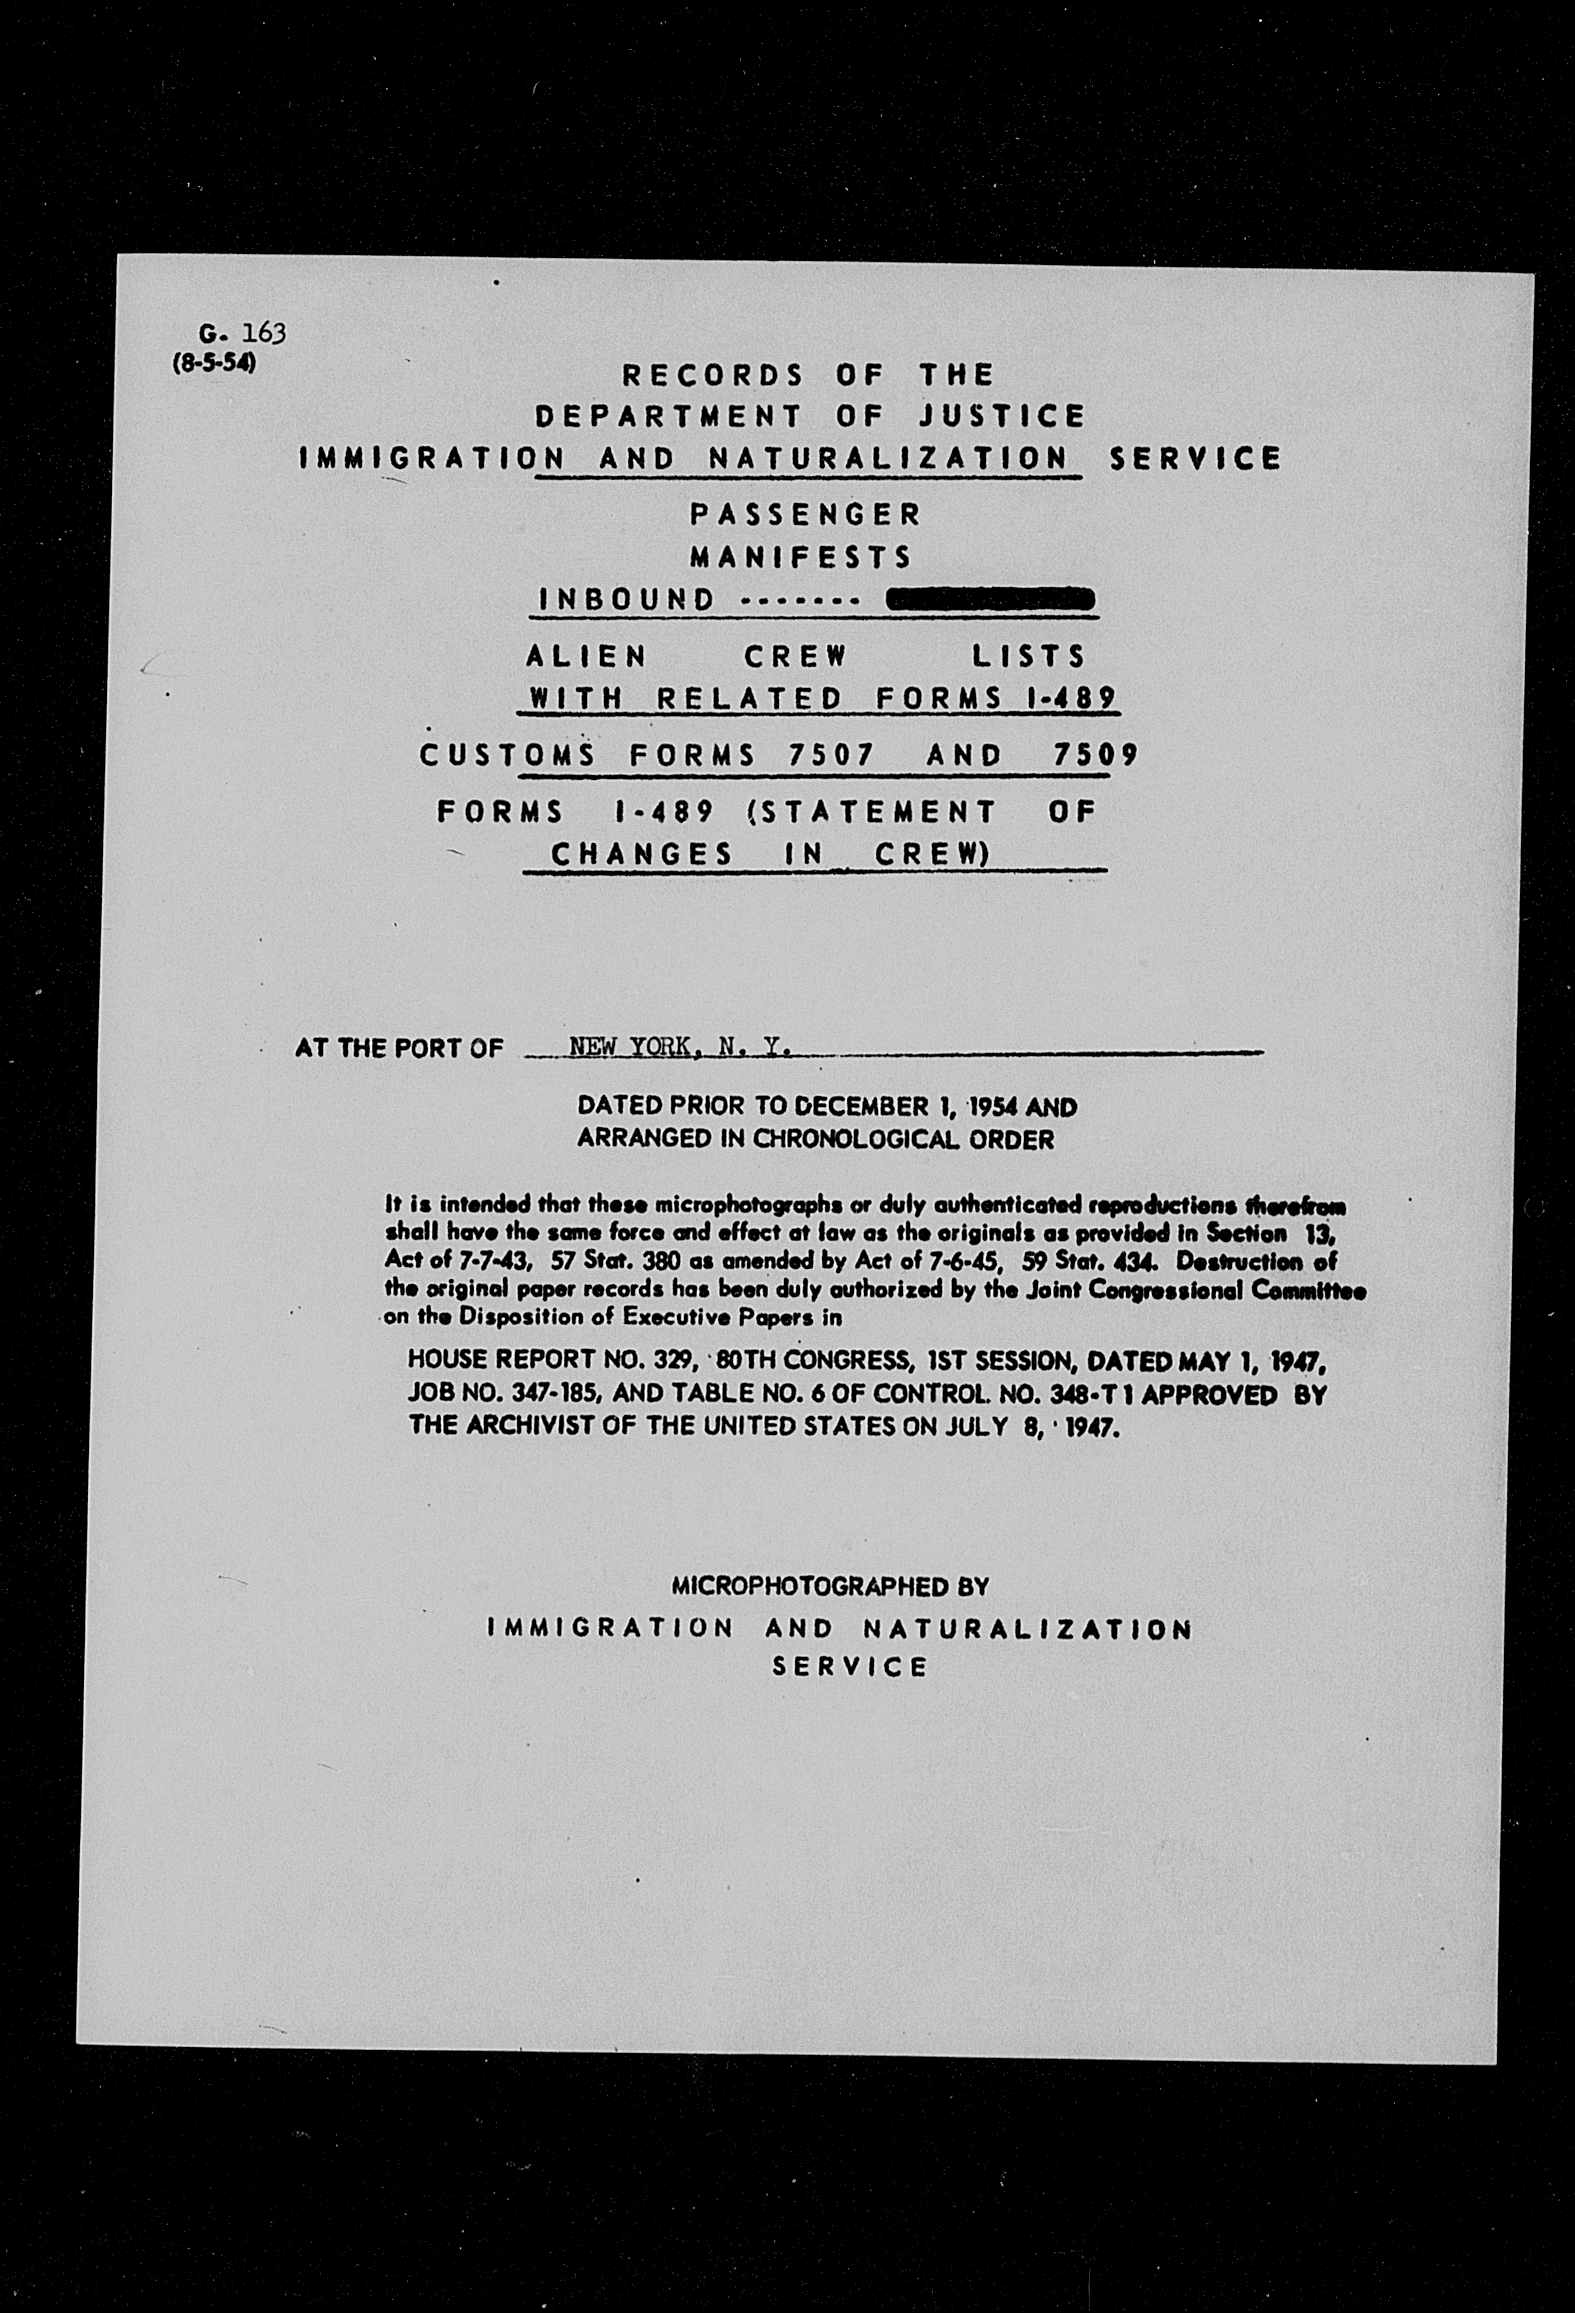 G. 163
(8-5-54)
RECORDS OF THE
DEPARTMENT OF JUSTICE
IMMIGRATION AND NATURALIZATION SERVICE
PASSENGER
MANIFESTS
INBOUND -------
ALIEN CREW LISTS
WITH RELATED FORMS I-489
CUSTOMS FORMS 7507 AND 7509
FORMS I-489 (STATEMENT OF
CHANGES IN CREW)
AT THE PORT OF NEW YORK, N. Y.
DATED PRIOR TO DECEMBER 1, 1954 AND
ARRANGED IN CHRONOLOGICAL ORDER
It is intended that these microphotographs or duly authenticated reproductions therefrom
shall have the same force and effect at law as the originals as provided in Section 13,
Act of 7-7-43, 57 Stat. 380 as amended by Act of 7-6-45, 59 Stat. 434. Destruction of
the original paper records has been duly authorized by the Joint Congressional Committee
on the Disposition of Executive Papers in
HOUSE REPORT NO. 329, 80TH CONGRESS, 1ST SESSION, DATED MAY 1, 1947,
JOB NO. 347-185, AND TABLE NO. 6 OF CONTROL NO. 348-T1 APPROVED BY
THE ARCHIVIST OF THE UNITED STATES ON JULY 8, 1947.
MICROPHOTOGRAPHED BY
IMMIGRATION AND NATURALIZATION
SERVICE